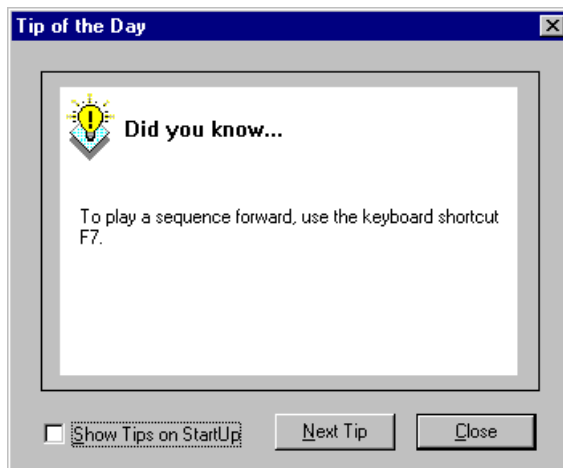 Tip of the Day
Did you know...
To play a sequence forward, use the keyboard shortcut
F7.
Show Tips on StartUp
Next Tip
Close